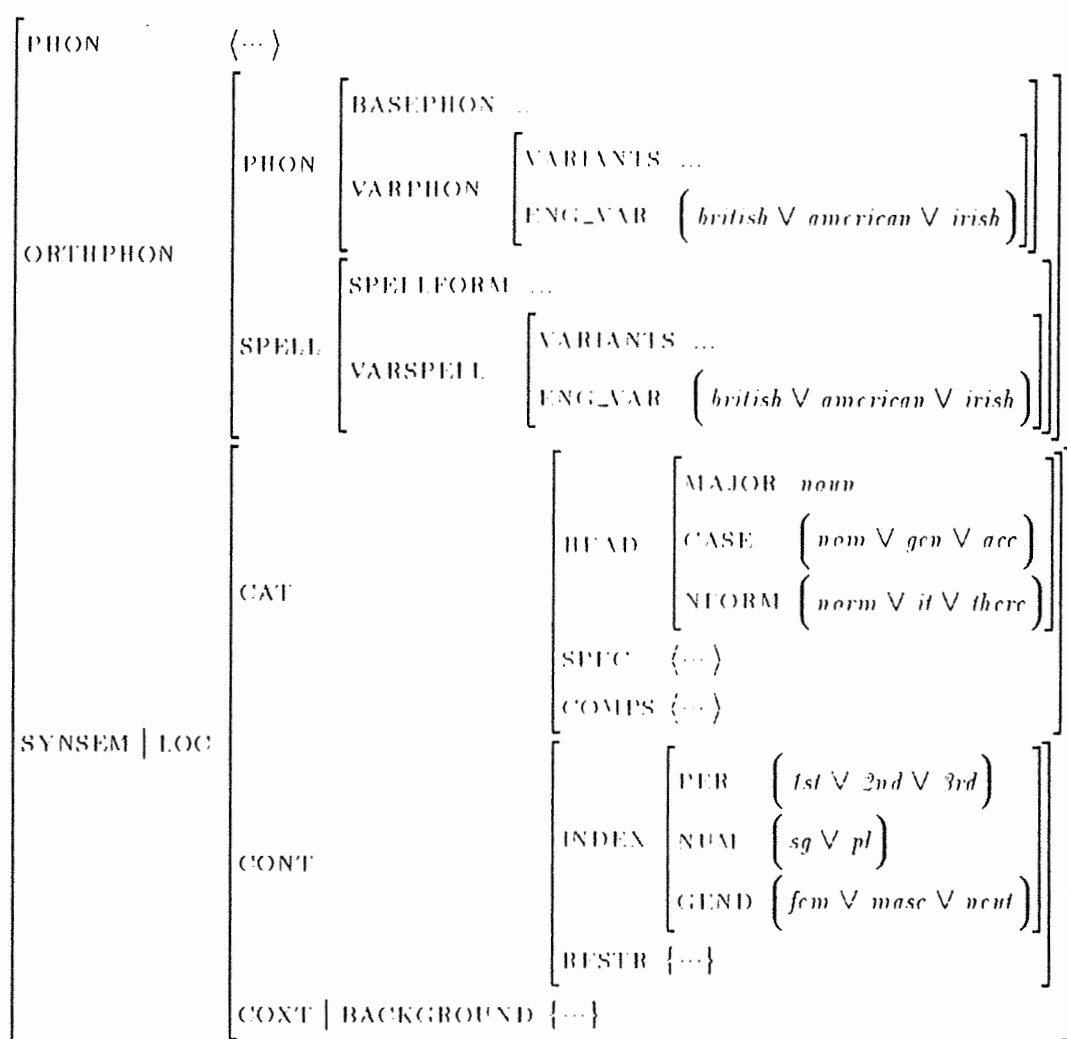 PHON ⟨⋯⟩
BASEPHON ..
PHON
VARIANTS ...
VARPHON
ENG_VAR (british ∨ american ∨ irish)
ORTHPHON
SPELLFORM ...
SPELL
VARIANTS ...
VARSPELL
ENG_VAR (british ∨ american ∨ irish)
MAJOR noun
HEAD CASE (nom ∨ gen ∨ acc)
CAT
NFORM (norm ∨ it ∨ there)
SPEC ⟨⋯⟩
COMPS ⟨⋯⟩
SYNSEM | LOC
PER (1st ∨ 2nd ∨ 3rd)
INDEX NUM (sg ∨ pl)
CONT
GEND (fem ∨ masc ∨ neut)
RESTR {⋯}
COXT | BACKGROUND {⋯}